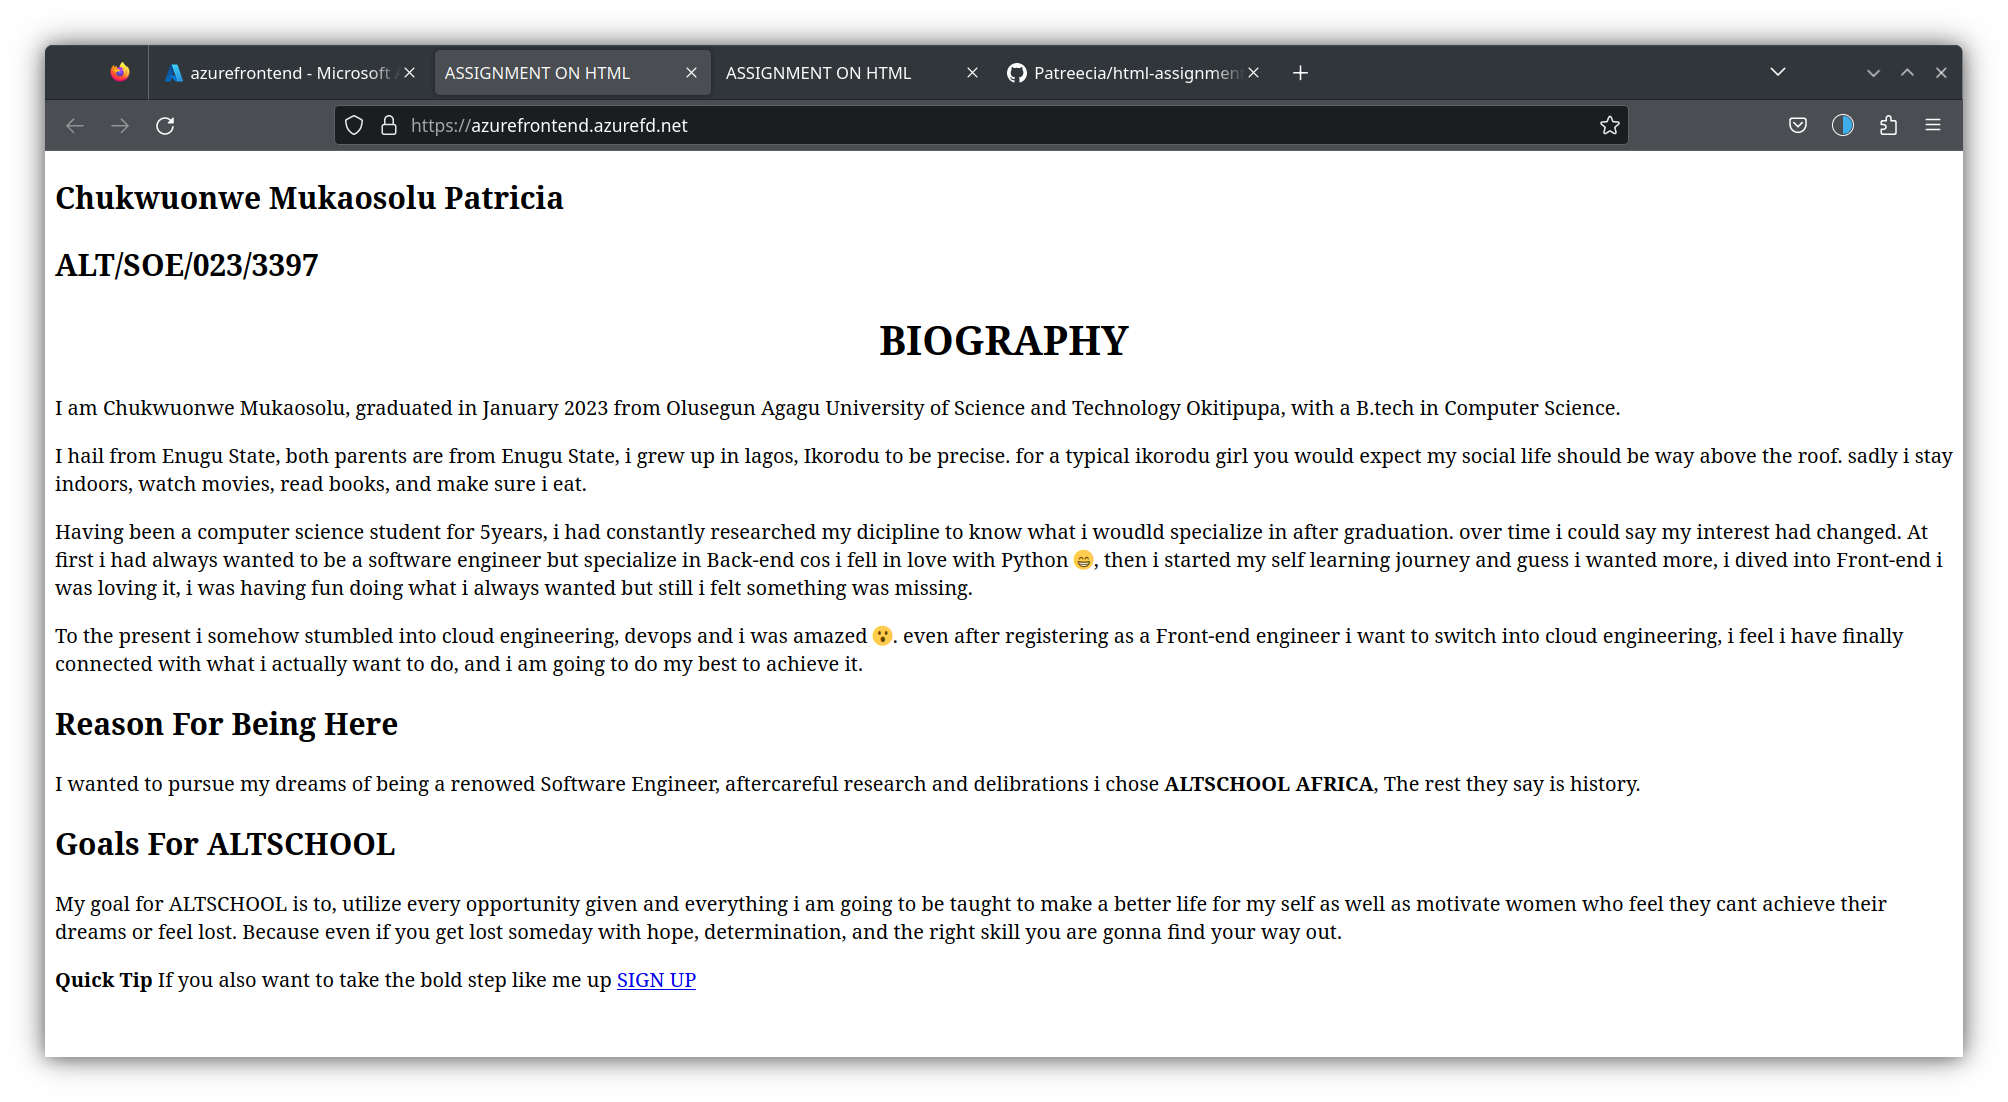 azurefrontend - Microsoft A
ASSIGNMENT ON HTML
ASSIGNMENT ON HTML
Patreecia/html-assignment
https://azurefrontend.azurefd.net
Chukwuonwe Mukaosolu Patricia
ALT/SOE/023/3397
BIOGRAPHY
I am Chukwuonwe Mukaosolu, graduated in January 2023 from Olusegun Agagu University of Science and Technology Okitipupa, with a B.tech in Computer Science.
I hail from Enugu State, both parents are from Enugu State, i grew up in lagos, Ikorodu to be precise. for a typical ikorodu girl you would expect my social life should be way above the roof. sadly i stay
indoors, watch movies, read books, and make sure i eat.
Having been a computer science student for 5years, i had constantly researched my dicipline to know what i woudld specialize in after graduation. over time i could say my interest had changed. At
first i had always wanted to be a software engineer but specialize in Back-end cos i fell in love with Python 😄, then i started my self learning journey and guess i wanted more, i dived into Front-end i
was loving it, i was having fun doing what i always wanted but still i felt something was missing.
To the present i somehow stumbled into cloud engineering, devops and i was amazed 😮. even after registering as a Front-end engineer i want to switch into cloud engineering, i feel i have finally
connected with what i actually want to do, and i am going to do my best to achieve it.
Reason For Being Here
I wanted to pursue my dreams of being a renowed Software Engineer, aftercareful research and delibrations i chose ALTSCHOOL AFRICA, The rest they say is history.
Goals For ALTSCHOOL
My goal for ALTSCHOOL is to, utilize every opportunity given and everything i am going to be taught to make a better life for my self as well as motivate women who feel they cant achieve their
dreams or feel lost. Because even if you get lost someday with hope, determination, and the right skill you are gonna find your way out.
Quick Tip If you also want to take the bold step like me up SIGN UP